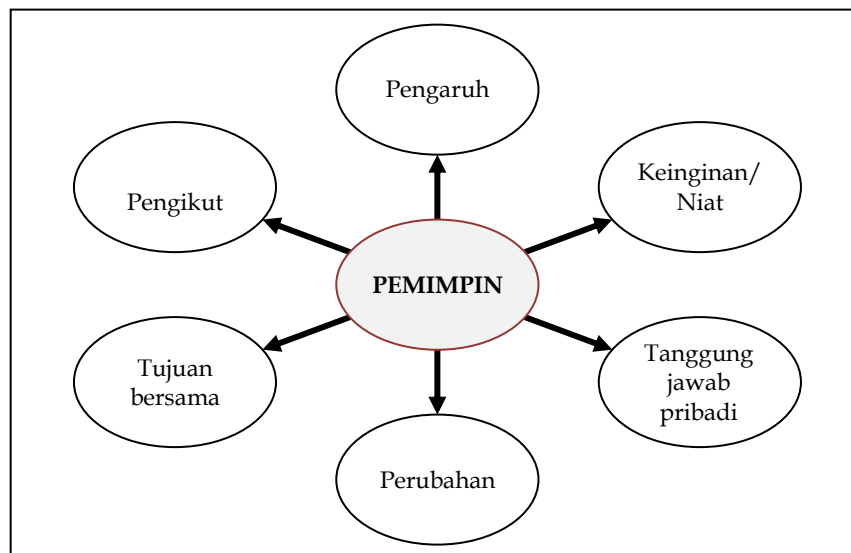 Pengaruh
Pengikut
Keinginan/
Niat
PEMIMPIN
Tujuan
bersama
Tanggung
jawab
pribadi
Perubahan